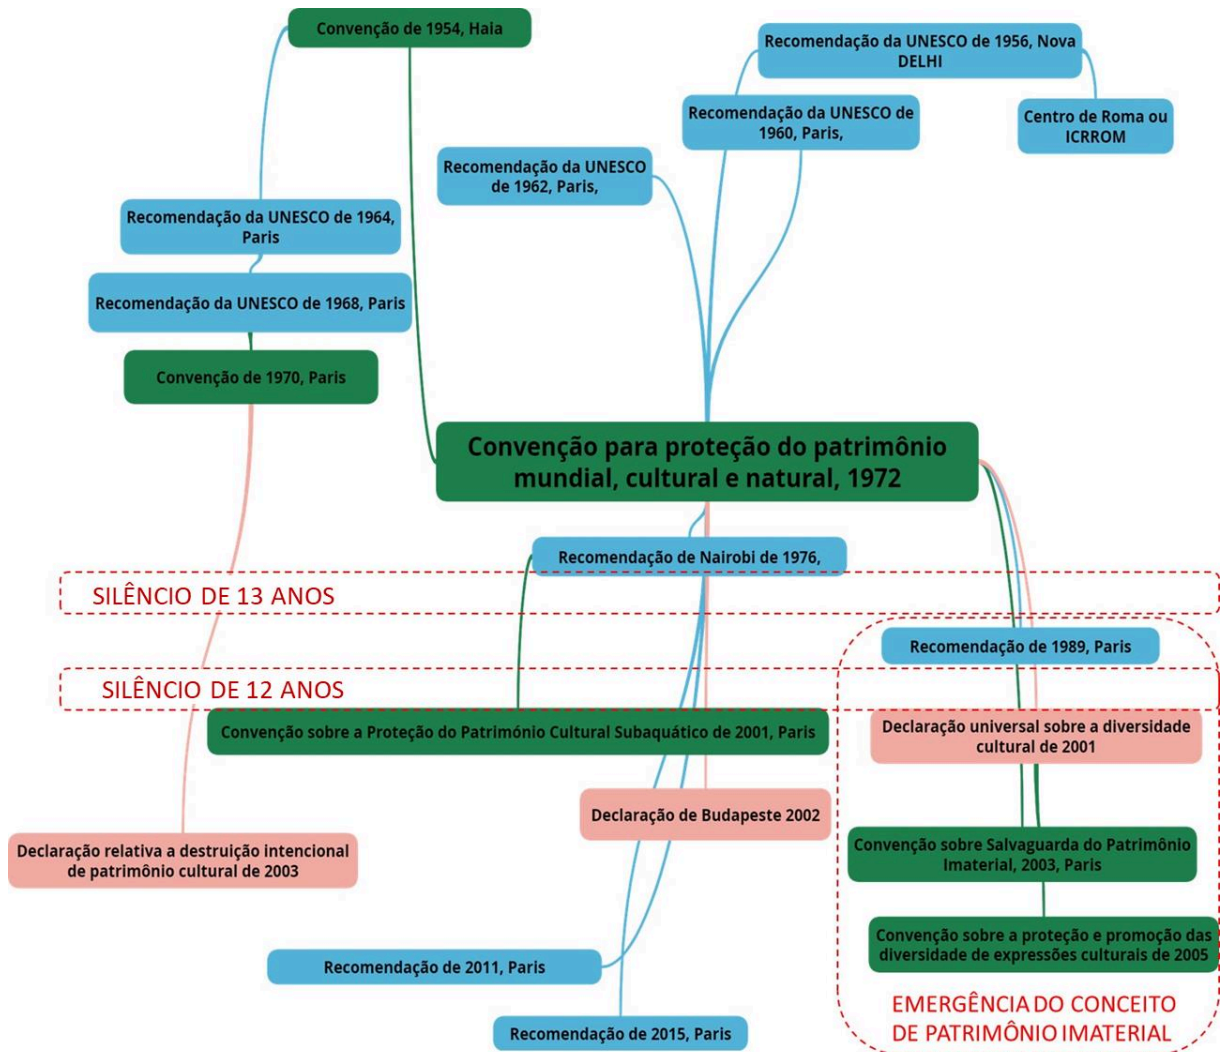 Convenção de 1954, Haia
Recomendação da UNESCO de 1956, Nova
DELHI
Recomendação da UNESCO de
1960, Paris,
Centro de Roma ou
ICRROM
Recomendação da UNESCO
de 1962, Paris,
Recomendação da UNESCO de 1964,
Paris
Recomendação da UNESCO de 1968, Paris
Convenção de 1970, Paris
Convenção para proteção do patrimônio
mundial, cultural e natural, 1972
Recomendação de Nairobi de 1976,
SILÊNCIO DE 13 ANOS
Recomendação de 1989, Paris
SILÊNCIO DE 12 ANOS
Convenção sobre a Proteção do Património Cultural Subaquático de 2001, Paris
Declaração universal sobre a diversidade
cultural de 2001
Declaração de Budapeste 2002
Declaração relativa a destruição intencional
de patrimônio cultural de 2003
Convenção sobre Salvaguarda do Patrimônio
Imaterial, 2003, Paris
Convenção sobre a proteção e promoção das
diversidade de expressões culturais de 2005
Recomendação de 2011, Paris
EMERGÊNCIA DO CONCEITO
DE PATRIMÔNIO IMATERIAL
Recomendação de 2015, Paris